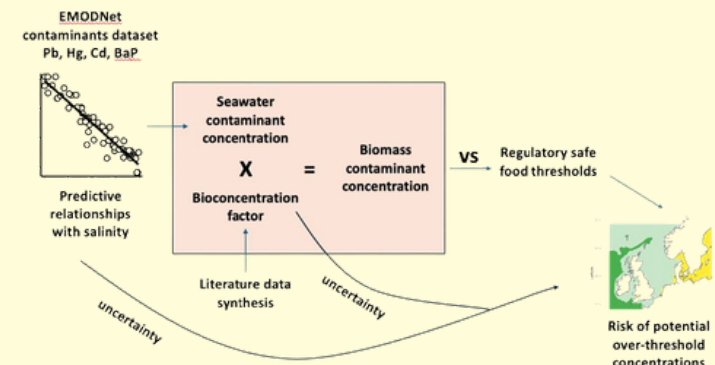 EMODNet
contaminants dataset
Pb, Hg, Cd, BaP
Predictive
relationships
with salinity
Seawater
contaminant
concentration
X
Bioconcentration
factor
=
Biomass
contaminant
concentration
Literature data
synthesis
vs
Regulatory safe
food thresholds
uncertainty
uncertainty
Risk of potential
over-threshold
concentrations